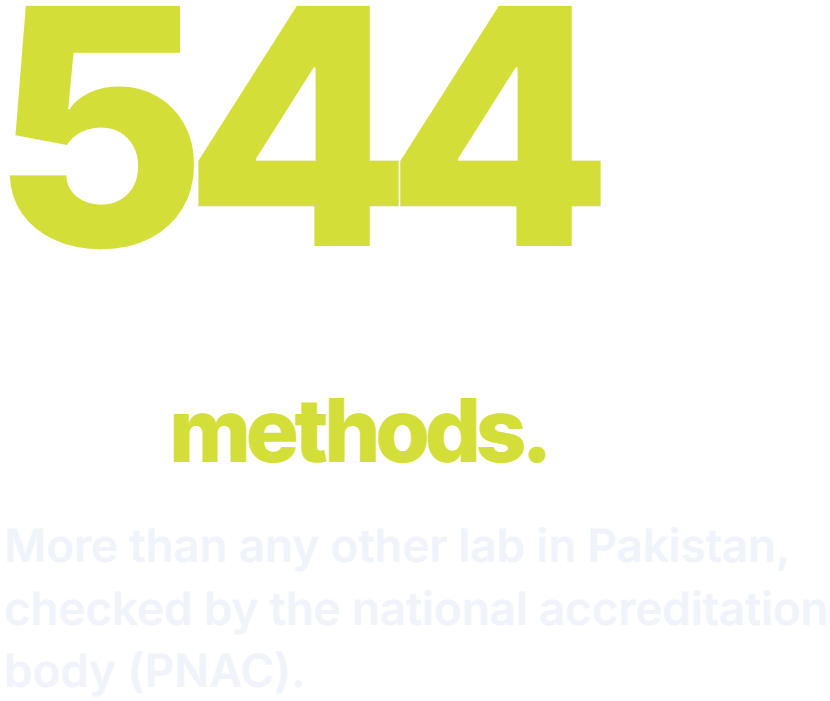 544
methods.
More than any other lab in Pakistan,
checked by the national accreditation
body (PNAC).